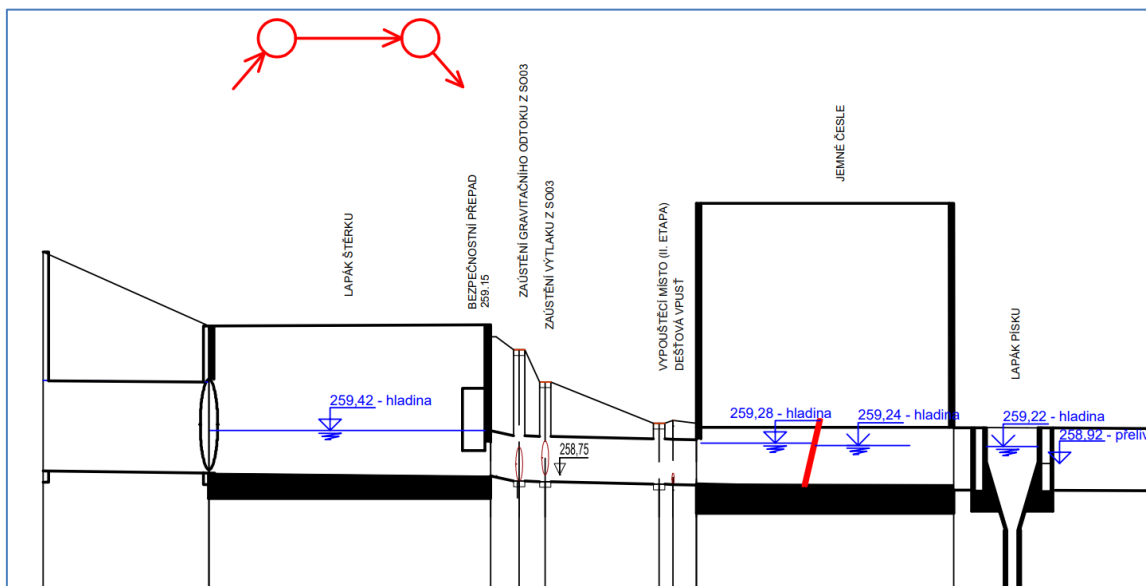 LAPÁK ŠTĚRKU
BEZPEČNOSTNÍ PŘEPAD
259.15
ZAÚSTĚNÍ GRAVITAČNÍHO ODTOKU Z SO03
ZAÚSTĚNÍ VÝTLAKU Z SO03
VYPOUŠTĚCÍ MÍSTO (II. ETAPA)
DEŠŤOVÁ VPUSŤ
JEMNÉ ČESLE
LAPÁK PÍSKU
259,42 - hladina
258,75
259,28 - hladina
259,24 - hladina
259,22 - hladina
258.92 - přeliv